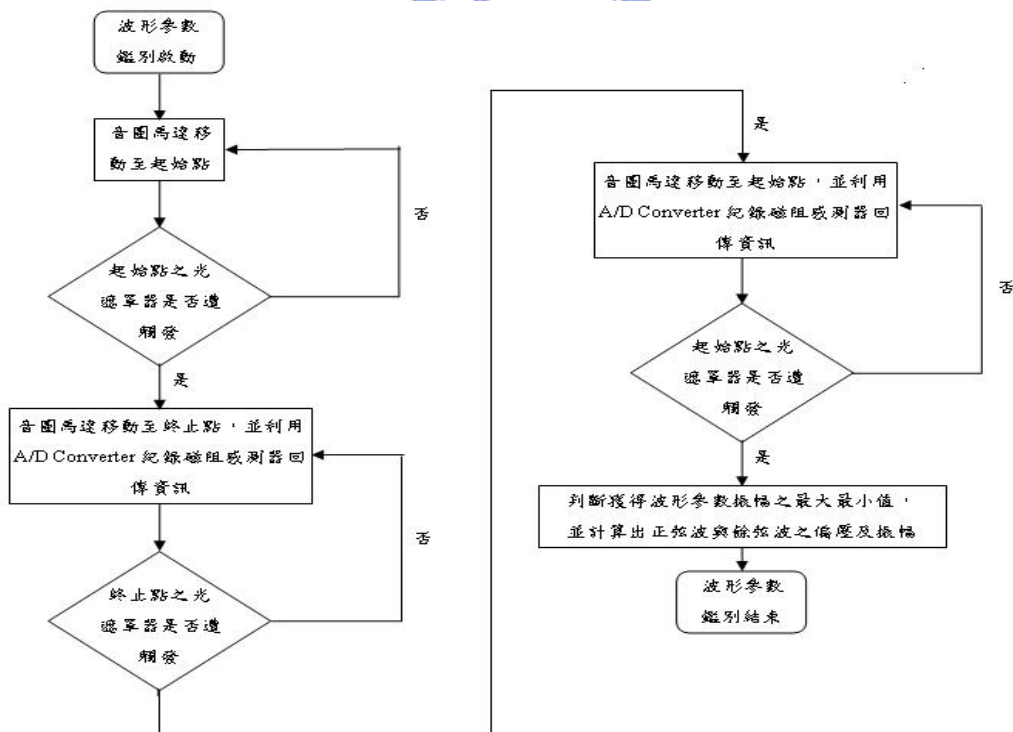 波形參數
鑑別啟動
音圈馬達移
動至起始點
否
起始點之光
遮罩器是否遭
觸發
是
音圈馬達移動至終止點，並利用
A/D Converter 紀錄磁阻感測器回
傳資訊
否
終止點之光
遮罩器是否遭
觸發
是
音圈馬達移動至起始點，並利用
A/D Converter 紀錄磁阻感測器回
傳資訊
否
起始點之光
遮罩器是否遭
觸發
是
判斷獲得波形參數振幅之最大最小值，
並計算出正弦波與餘弦波之偏壓及振幅
波形參數
鑑別結束